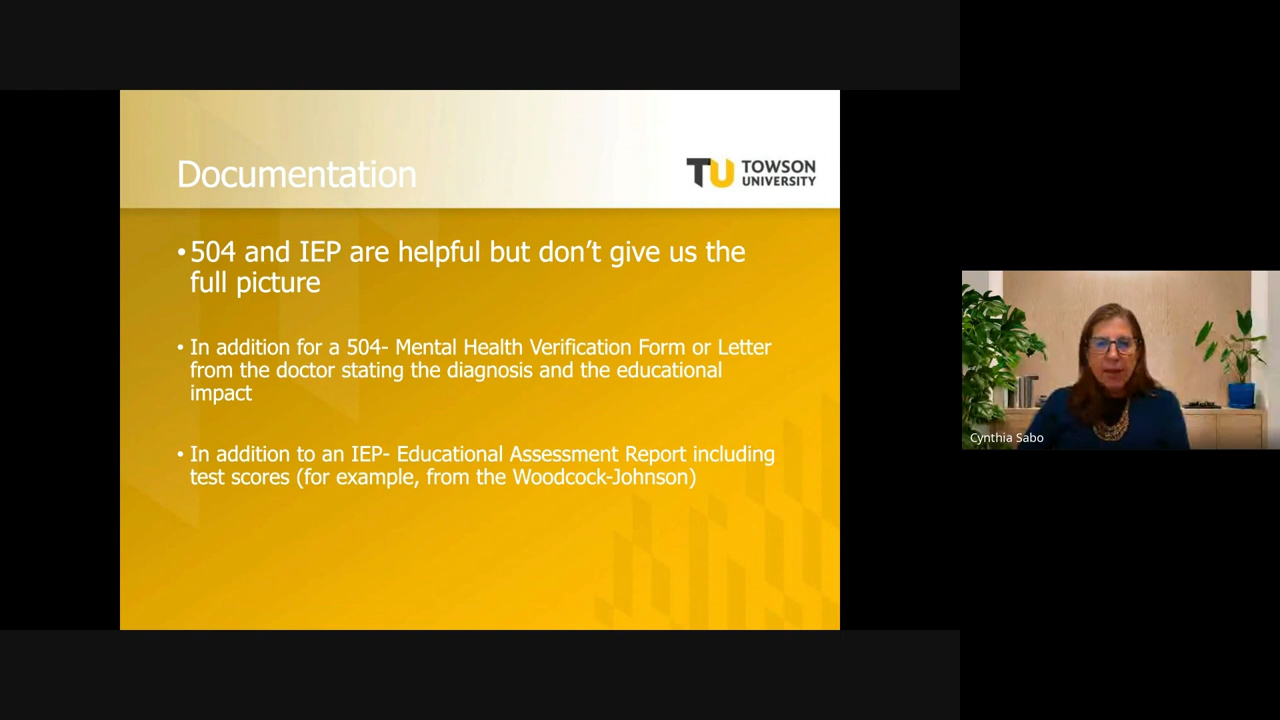 Documentation
TU TOWSON
UNIVERSITY
•504 and IEP are helpful but don’t give us the
full picture
• In addition for a 504- Mental Health Verification Form or Letter
from the doctor stating the diagnosis and the educational
impact
• In addition to an IEP- Educational Assessment Report including
test scores (for example, from the Woodcock-Johnson)
Cynthia Sabo